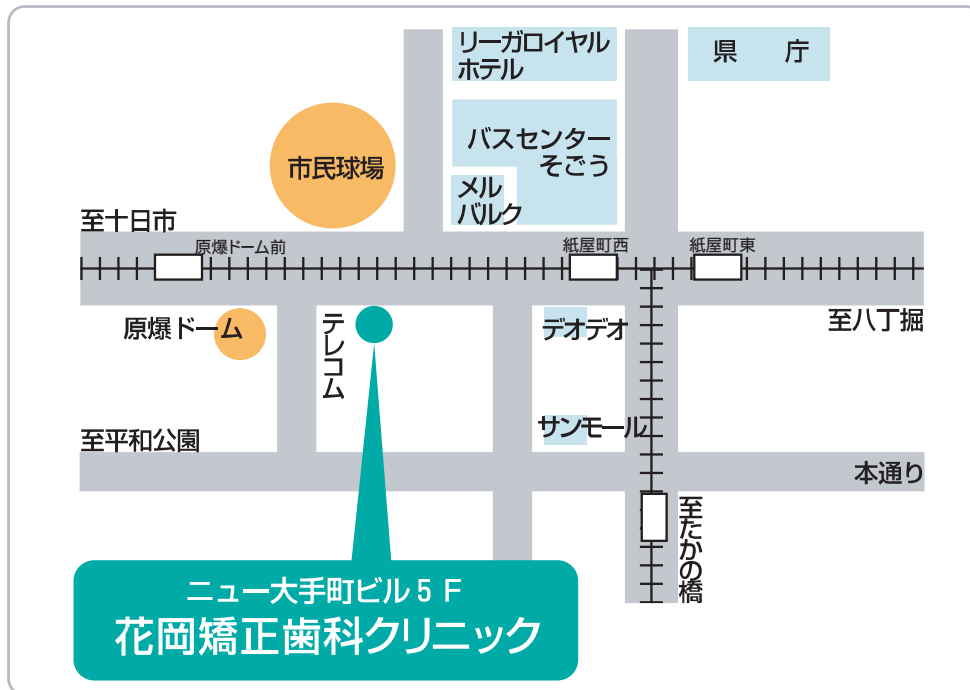 リーガロイヤル
ホテル
県　庁
バスセンター
そごう
市民球場
メル
パルク
至十日市
原爆ドーム前
紙屋町西
紙屋町東
原爆ドーム
テレコム
デオデオ
至八丁堀
サンモール
至平和公園
本通り
至たかの橋
ニュー大手町ビル5F
花岡矯正歯科クリニック